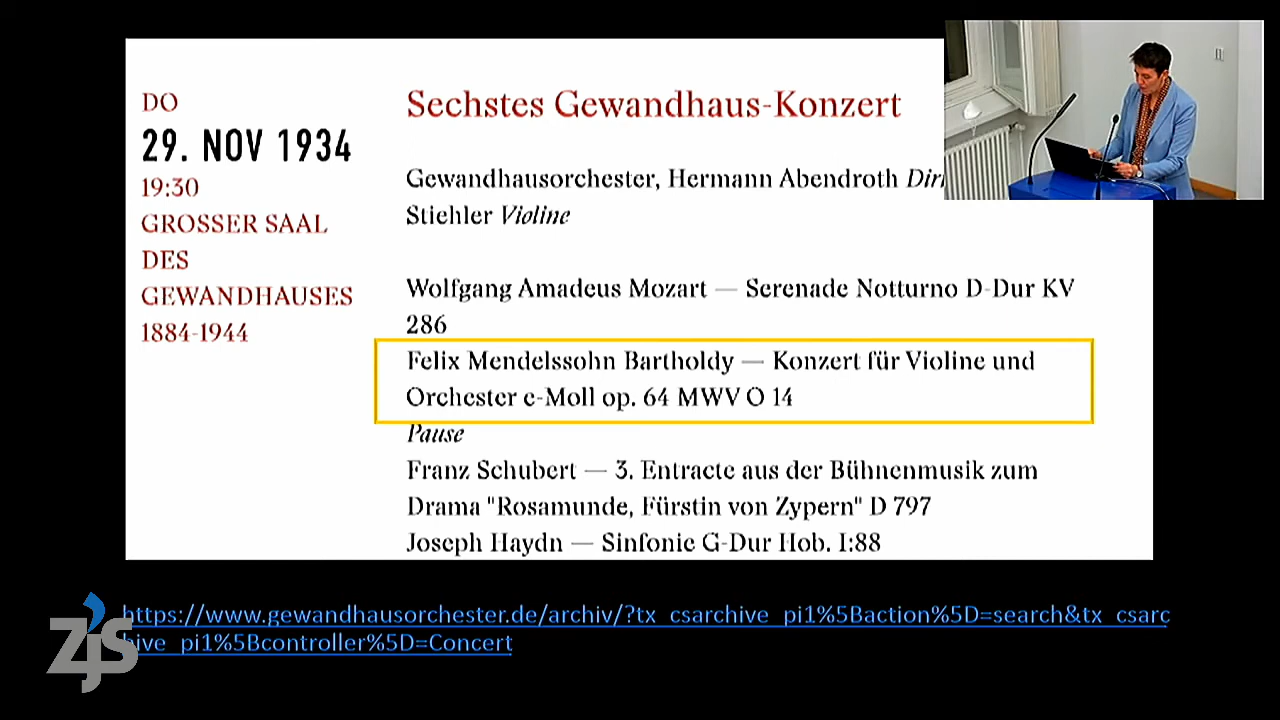 DO
29. NOV 1934
19:30
GROSSER SAAL
DES
GEWANDHAUSES
1884-1944
Sechstes Gewandhaus-Konzert
Gewandhausorchester, Hermann Abendroth
Stiehler Violine
Wolfgang Amadeus Mozart — Serenade Notturno D-Dur KV
286
Felix Mendelssohn Bartholdy — Konzert für Violine und
Orchester e-Moll op. 64 MWV O 14
Pause
Franz Schubert — 3. Entracte aus der Bühnenmusik zum
Drama "Rosamunde, Fürstin von Zypern" D 797
Joseph Haydn — Sinfonie G-Dur Hob. I:88
https://www.gewandhausorchester.de/archiv/?tx_csarchive_pi1%5Baction%5D=search&tx_csarc
hive_pi1%5Bcontroller%5D=Concert
ZJS